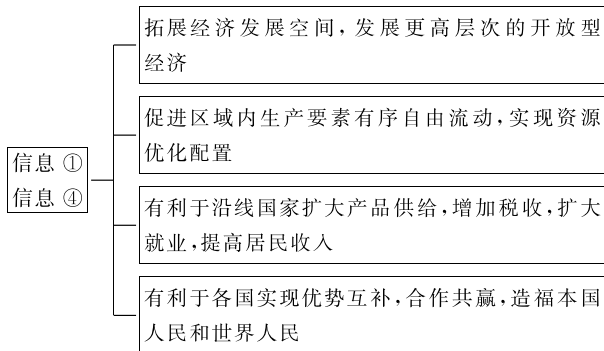 拓展经济发展空间,发展更高层次的开放型
经济
促进区域内生产要素有序自由流动,实现资源
优化配置
信息 ①
信息 ④
有利于沿线国家扩大产品供给,增加税收,扩大
就业,提高居民收入
有利于各国实现优势互补,合作共赢,造福本国
人民和世界人民